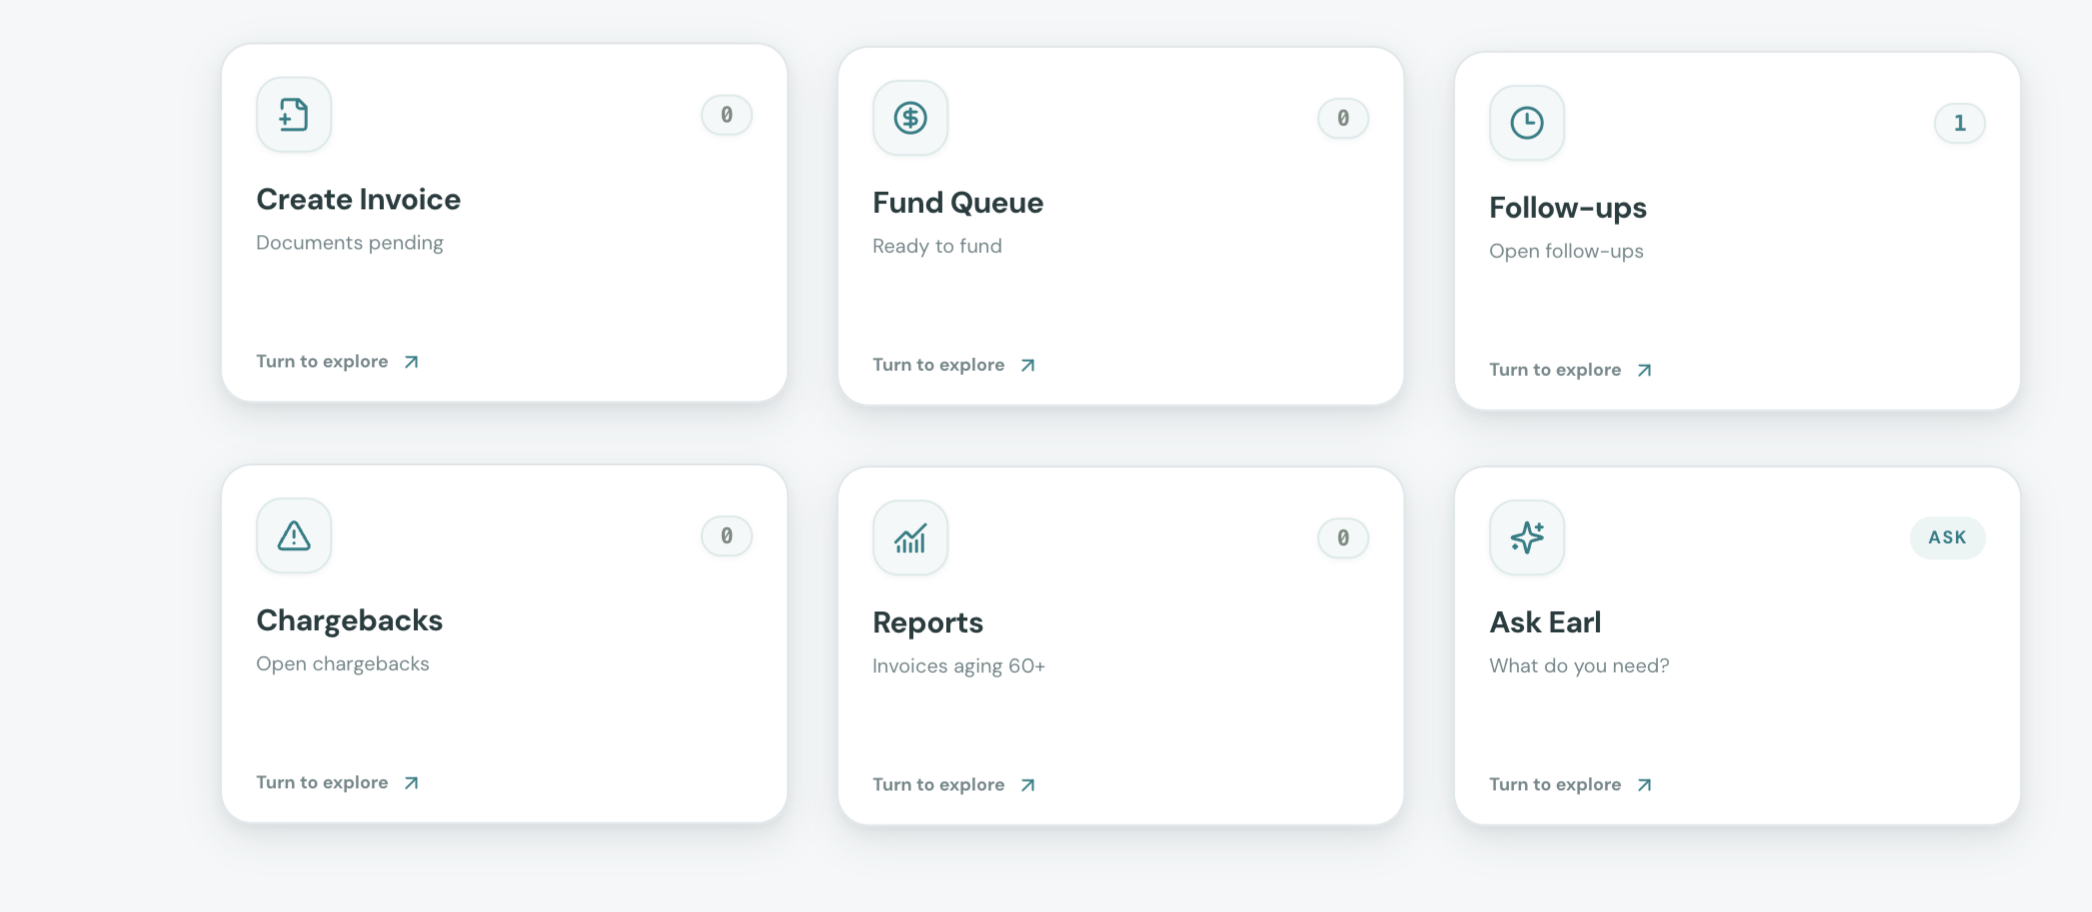 0
Create Invoice
Documents pending
Turn to explore
0
Fund Queue
Ready to fund
Turn to explore
1
Follow-ups
Open follow-ups
Turn to explore
0
Chargebacks
Open chargebacks
Turn to explore
0
Reports
Invoices aging 60+
Turn to explore
ASK
Ask Earl
What do you need?
Turn to explore